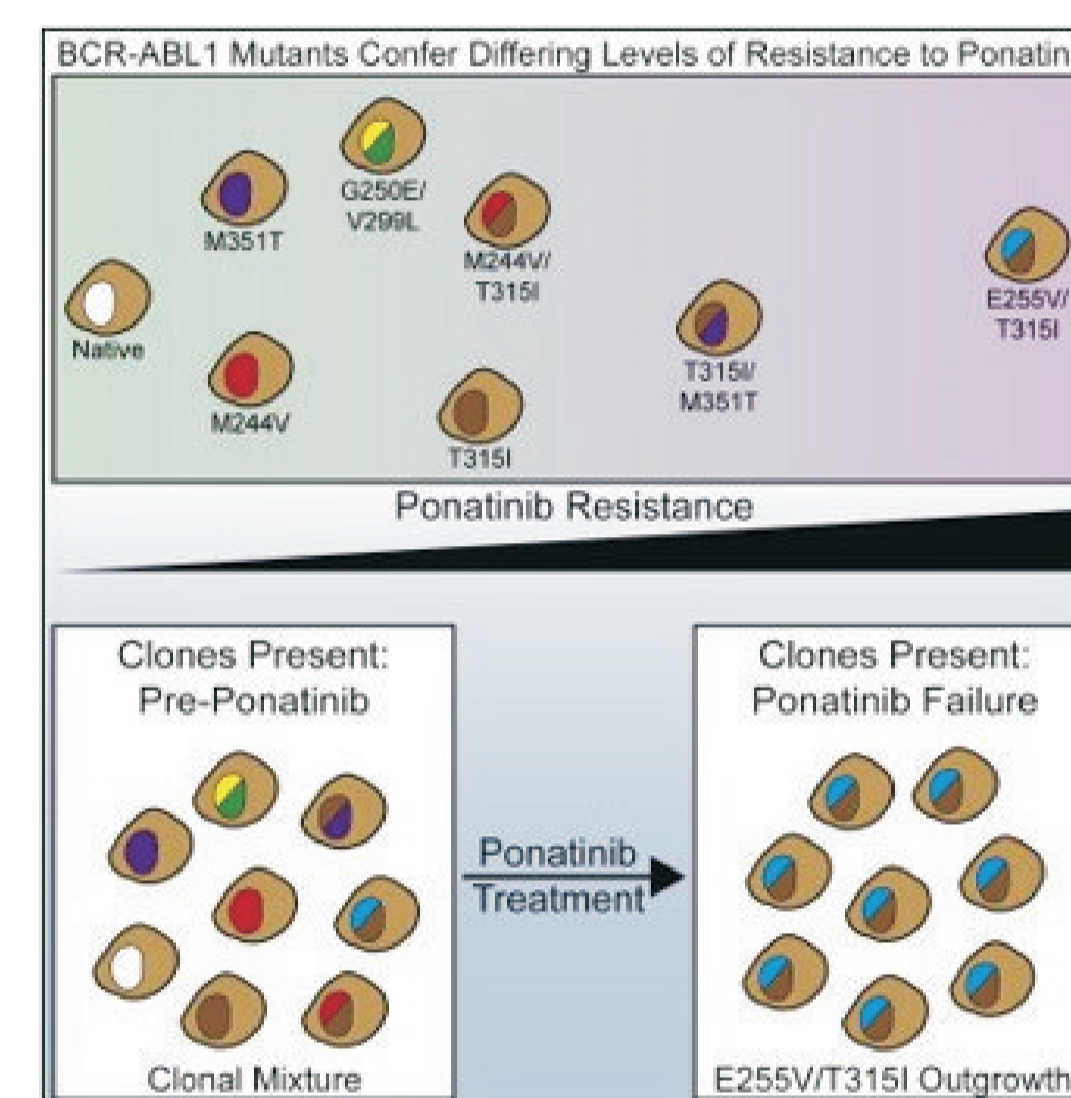 BCR-ABL1 Mutants Confer Differing Levels of Resistance to Ponatin
G250E/
V299L
M351T
M244V/
T315I
E255V/
T315I
Native
T315I/
M351T
M244V
T315I
Ponatinib Resistance
Clones Present:
Pre-Ponatinib
Clones Present:
Ponatinib Failure
Ponatinib
Treatment
Clonal Mixture
E255V/T315I Outgrowth